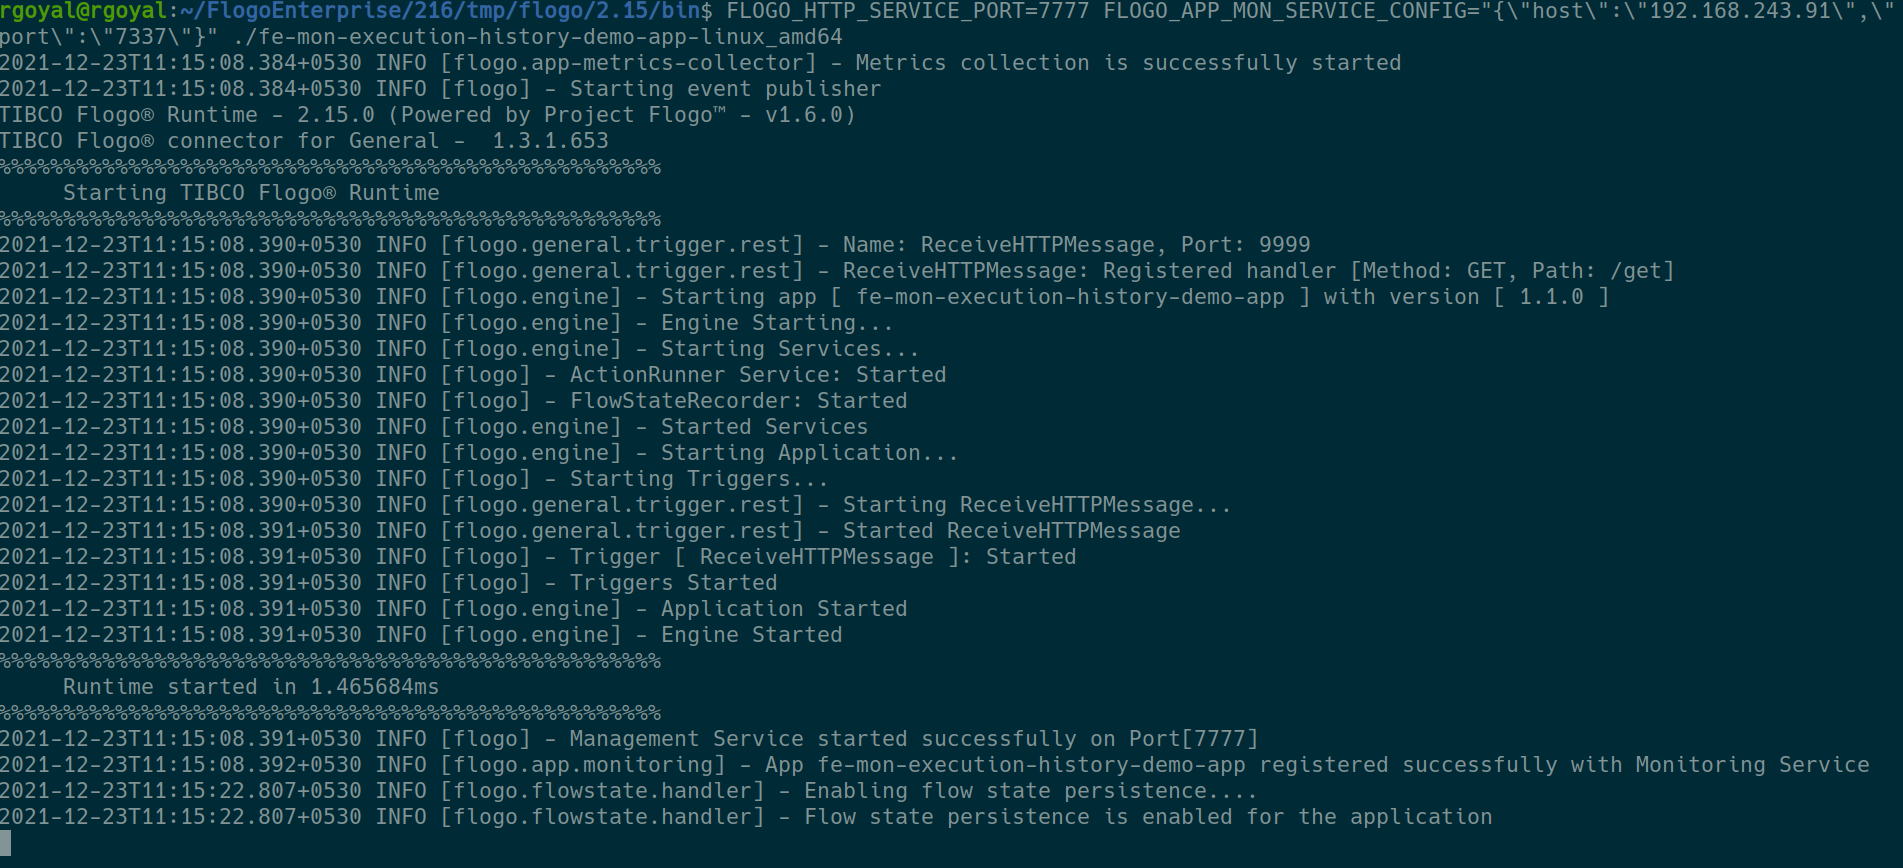 rgoyal@rgoyal:~/FlogoEnterprise/216/tmp/flogo/2.15/bin$ FLOGO_HTTP_SERVICE_PORT=7777 FLOGO_APP_MON_SERVICE_CONFIG="{\"host\":\"192.168.243.91\",\"
port\":\"7337\"}" ./fe-mon-execution-history-demo-app-linux_amd64
2021-12-23T11:15:08.384+0530 INFO [flogo.app-metrics-collector] - Metrics collection is successfully started
2021-12-23T11:15:08.384+0530 INFO [flogo] - Starting event publisher
TIBCO Flogo® Runtime - 2.15.0 (Powered by Project Flogo™ - v1.6.0)
TIBCO Flogo® connector for General -  1.3.1.653
%%%%%%%%%%%%%%%%%%%%%%%%%%%%%%%%%%%%%%%%%%%%%%%%%%%
     Starting TIBCO Flogo® Runtime
%%%%%%%%%%%%%%%%%%%%%%%%%%%%%%%%%%%%%%%%%%%%%%%%%%%
2021-12-23T11:15:08.390+0530 INFO [flogo.general.trigger.rest] - Name: ReceiveHTTPMessage, Port: 9999
2021-12-23T11:15:08.390+0530 INFO [flogo.general.trigger.rest] - ReceiveHTTPMessage: Registered handler [Method: GET, Path: /get]
2021-12-23T11:15:08.390+0530 INFO [flogo.engine] - Starting app [ fe-mon-execution-history-demo-app ] with version [ 1.1.0 ]
2021-12-23T11:15:08.390+0530 INFO [flogo.engine] - Engine Starting...
2021-12-23T11:15:08.390+0530 INFO [flogo.engine] - Starting Services...
2021-12-23T11:15:08.390+0530 INFO [flogo] - ActionRunner Service: Started
2021-12-23T11:15:08.390+0530 INFO [flogo] - FlowStateRecorder: Started
2021-12-23T11:15:08.390+0530 INFO [flogo.engine] - Started Services
2021-12-23T11:15:08.390+0530 INFO [flogo.engine] - Starting Application...
2021-12-23T11:15:08.390+0530 INFO [flogo] - Starting Triggers...
2021-12-23T11:15:08.390+0530 INFO [flogo.general.trigger.rest] - Starting ReceiveHTTPMessage...
2021-12-23T11:15:08.391+0530 INFO [flogo.general.trigger.rest] - Started ReceiveHTTPMessage
2021-12-23T11:15:08.391+0530 INFO [flogo] - Trigger [ ReceiveHTTPMessage ]: Started
2021-12-23T11:15:08.391+0530 INFO [flogo] - Triggers Started
2021-12-23T11:15:08.391+0530 INFO [flogo.engine] - Application Started
2021-12-23T11:15:08.391+0530 INFO [flogo.engine] - Engine Started
%%%%%%%%%%%%%%%%%%%%%%%%%%%%%%%%%%%%%%%%%%%%%%%%%%%
     Runtime started in 1.465684ms
%%%%%%%%%%%%%%%%%%%%%%%%%%%%%%%%%%%%%%%%%%%%%%%%%%%
2021-12-23T11:15:08.391+0530 INFO [flogo] - Management Service started successfully on Port[7777]
2021-12-23T11:15:08.392+0530 INFO [flogo.app.monitoring] - App fe-mon-execution-history-demo-app registered successfully with Monitoring Service
2021-12-23T11:15:22.807+0530 INFO [flogo.flowstate.handler] - Enabling flow state persistence....
2021-12-23T11:15:22.807+0530 INFO [flogo.flowstate.handler] - Flow state persistence is enabled for the application